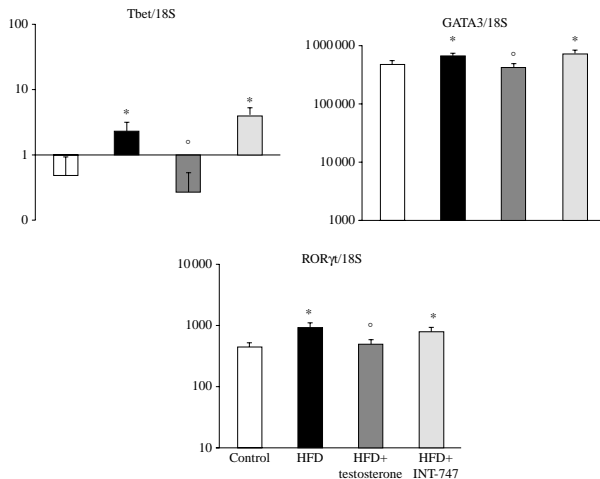 Tbet/18S
100
10
1
0
*
°
*
GATA3/18S
1 000 000
100 000
10 000
1000
*
°
*
RORγt/18S
10 000
1000
100
10
*
°
*
Control
HFD
HFD+
testosterone
HFD+
INT-747